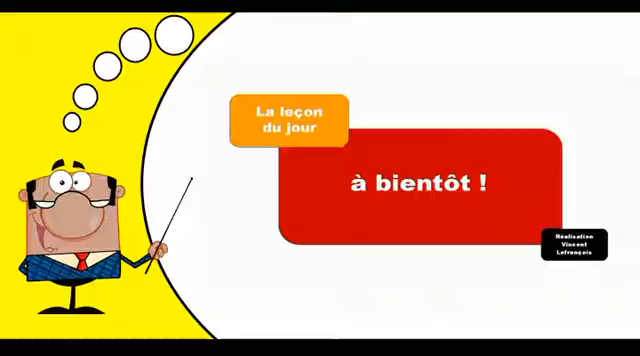 La leçon
du jour
à bientôt !
Réalisation
Vincent
Lefrançois